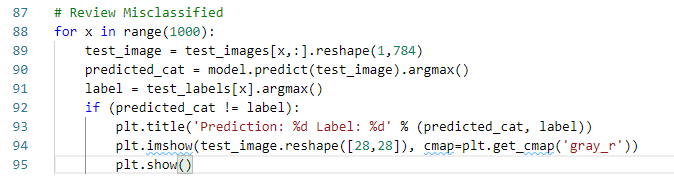 87 # Review Misclassified
88 for x in range(1000):
89 test_image = test_images[x,:].reshape(1,784)
90 predicted_cat = model.predict(test_image).argmax()
91 label = test_labels[x].argmax()
92 if (predicted_cat != label):
93 plt.title('Prediction: %d Label: %d' % (predicted_cat, label))
94 plt.imshow(test_image.reshape([28,28]), cmap=plt.get_cmap('gray_r'))
95 plt.show()